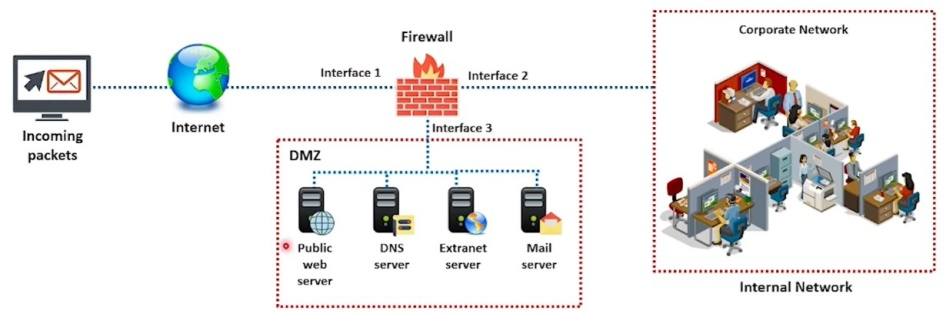 Corporate Network
Firewall
Interface 1
Interface 2
Incoming
packets
Internet
Interface 3
DMZ
Public
web
server
DNS
server
Extranet
server
Mail
server
Internal Network